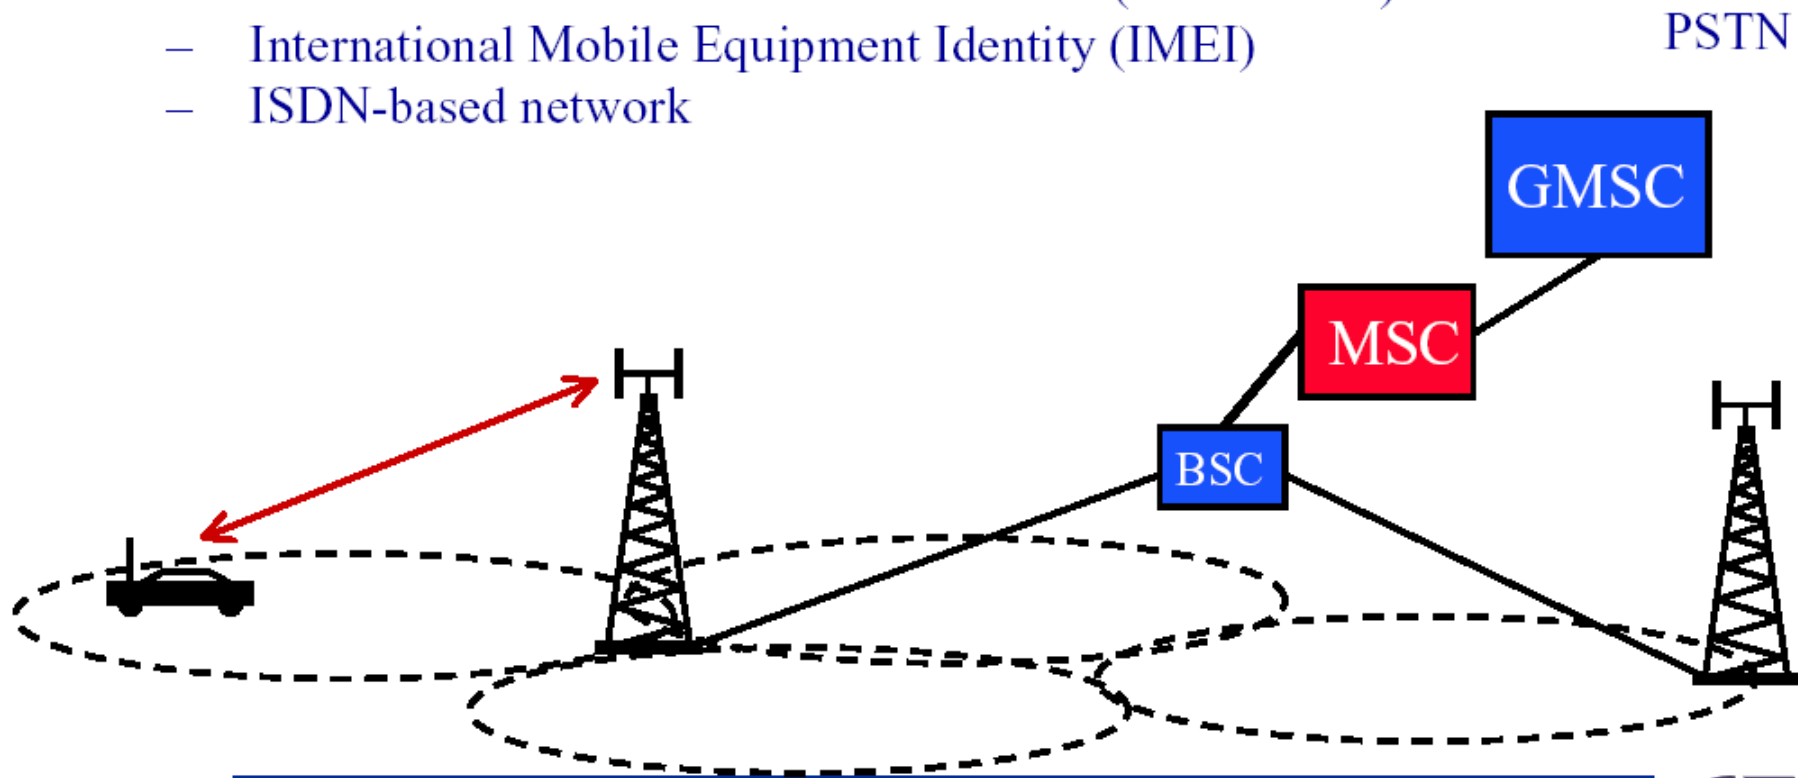 – International Mobile Equipment Identity (IMEI)
PSTN
– ISDN-based network
GMSC
MSC
BSC